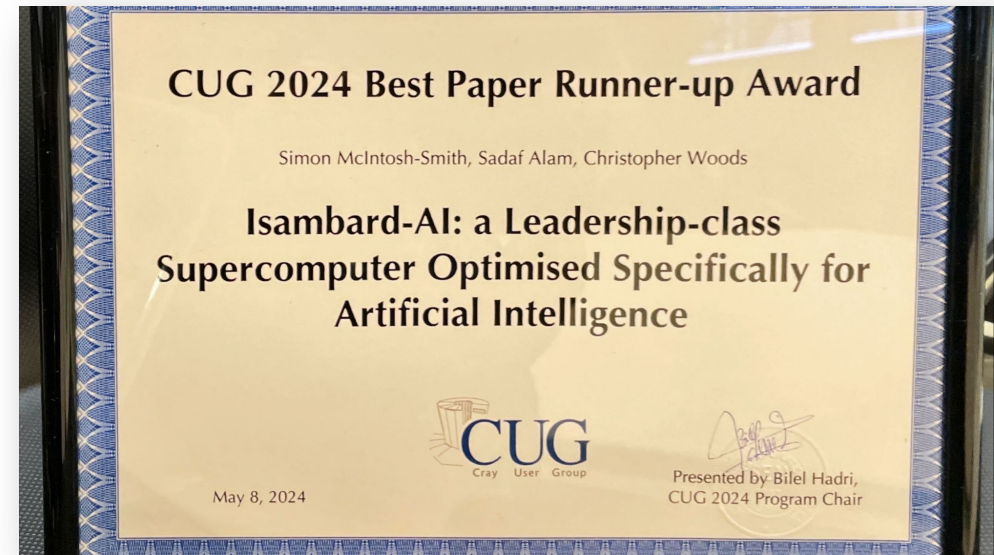 CUG 2024 Best Paper Runner-up Award
Simon McIntosh-Smith, Sadaf Alam, Christopher Woods
Isambard-AI: a Leadership-class
Supercomputer Optimised Specifically for
Artificial Intelligence
CUG
Cray User Group
May 8, 2024
Presented by Bilel Hadri,
CUG 2024 Program Chair